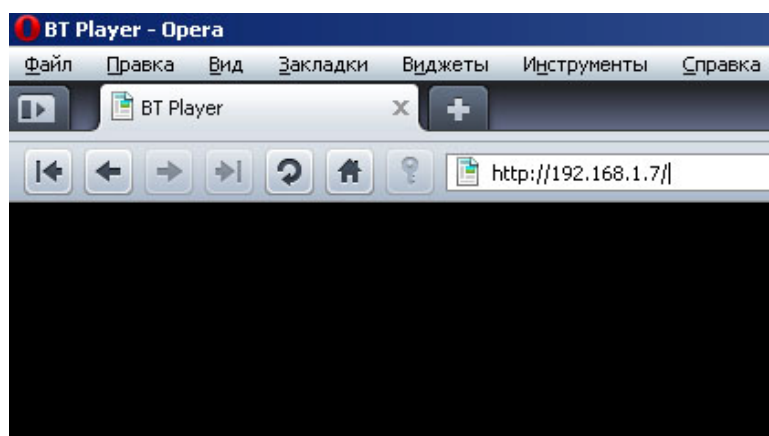 BT Player - Opera
Файл Правка Вид Закладки Виджеты Инструменты Справка
BT Player
http://192.168.1.7/